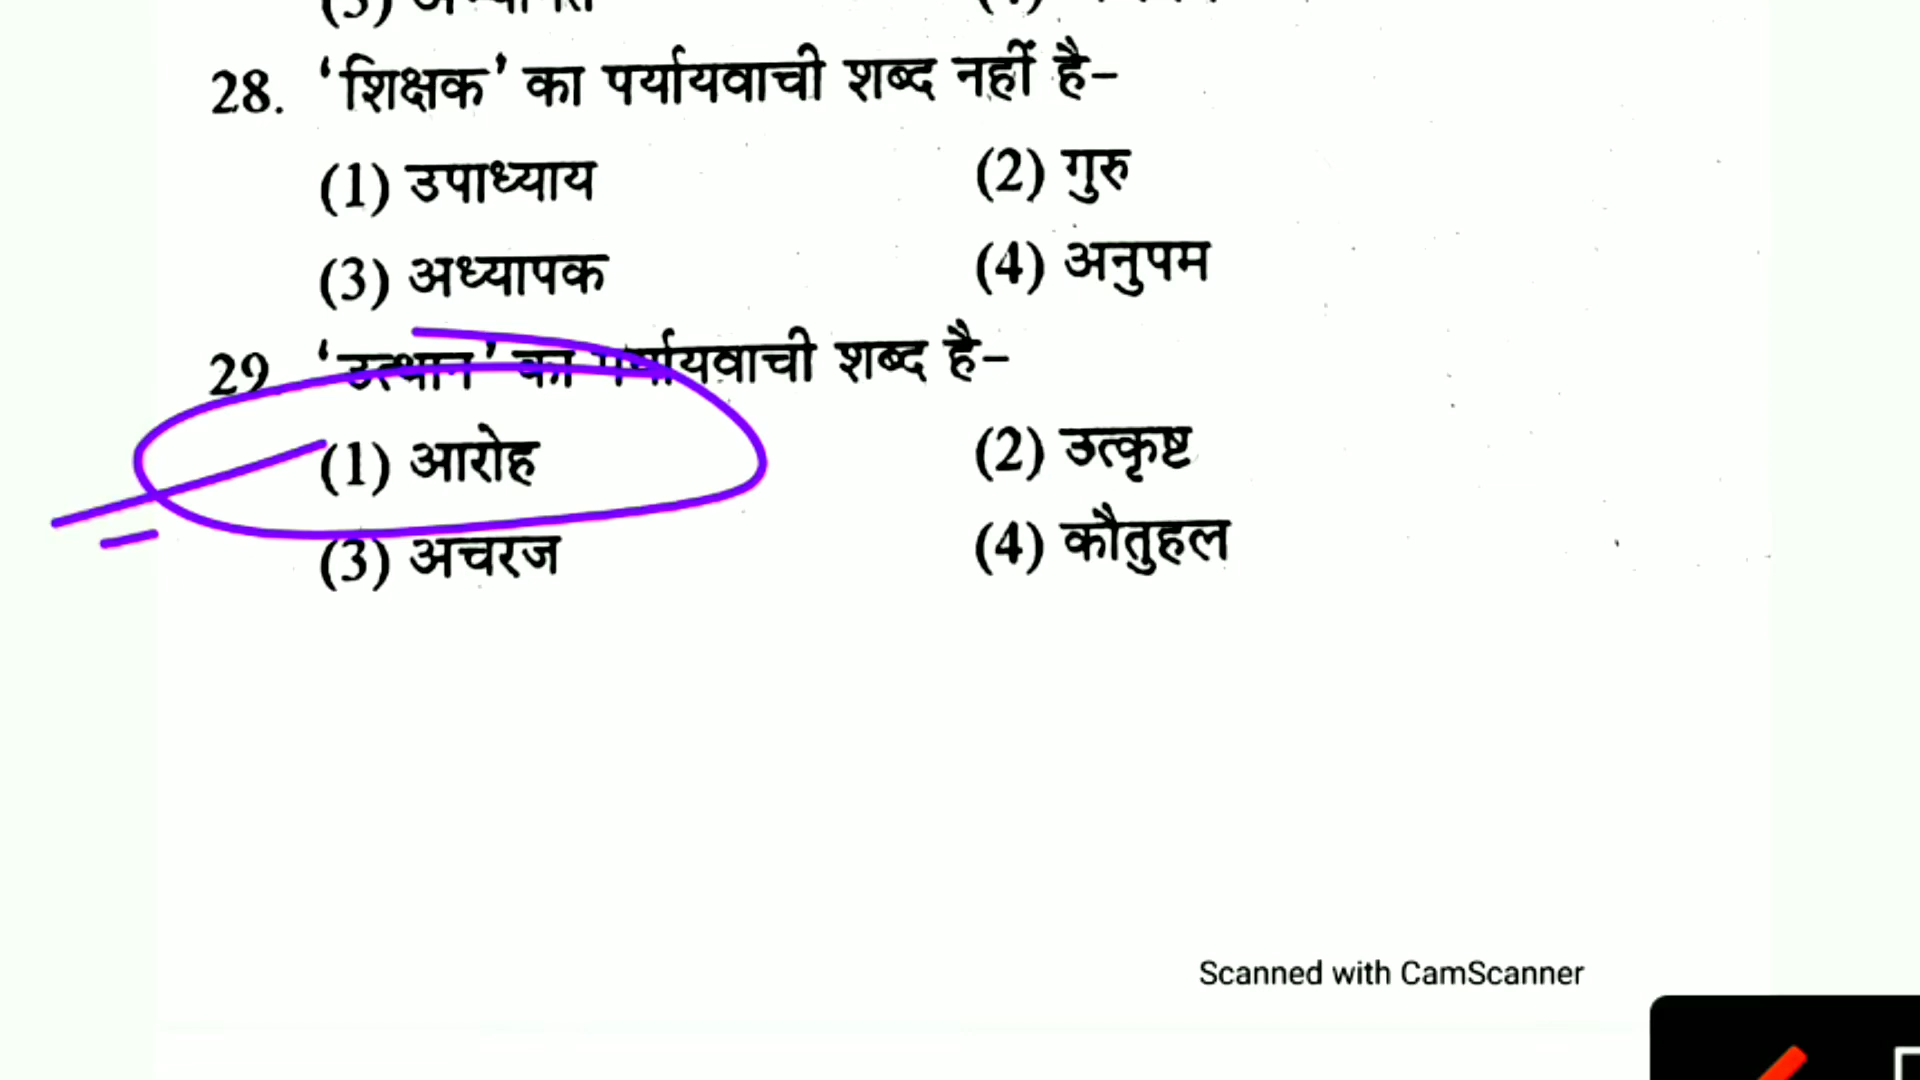 28. ‘शिक्षक’ का पर्यायवाची शब्द नहीं है–
(1) उपाध्याय (2) गुरु
(3) अध्यापक (4) अनुपम
29. ‘उत्थान’ का पर्यायवाची शब्द है–
(1) आरोह (2) उत्कृष्ट
(3) अचरज (4) कौतुहल
Scanned with CamScanner